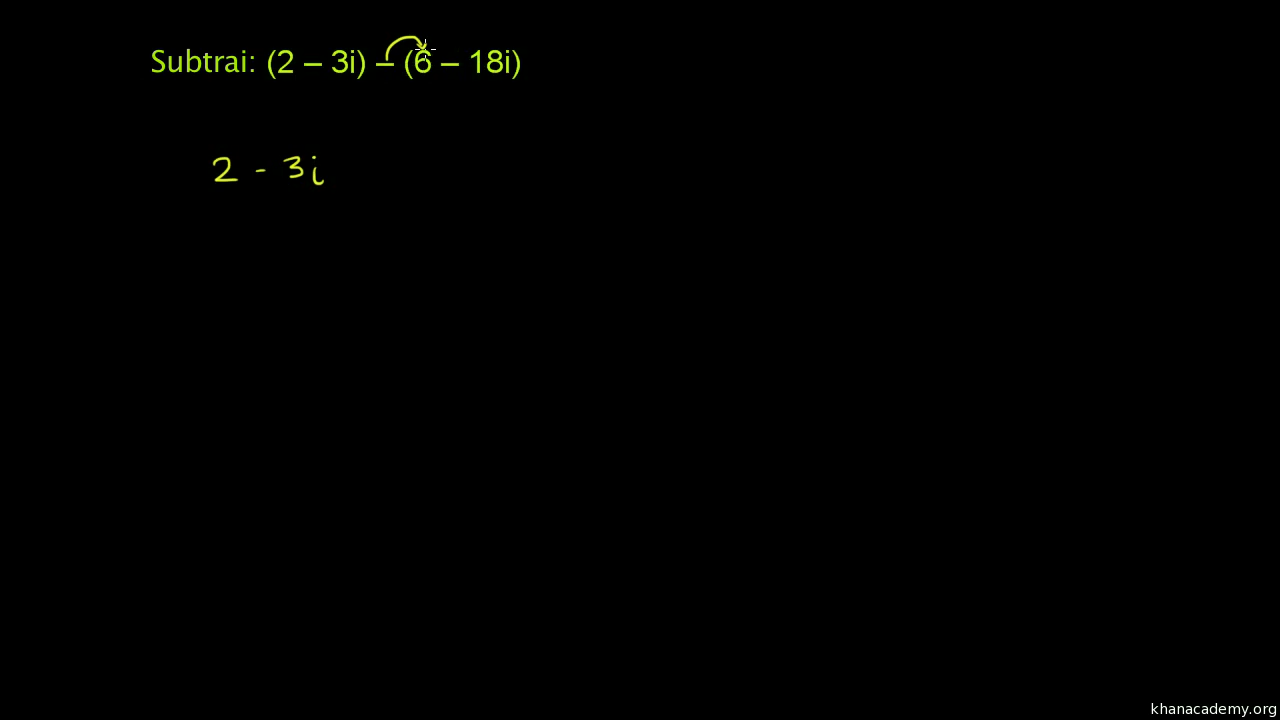 Subtrai: (2 – 3i) – (6 – 18i)
2 - 3i
khanacademy.org